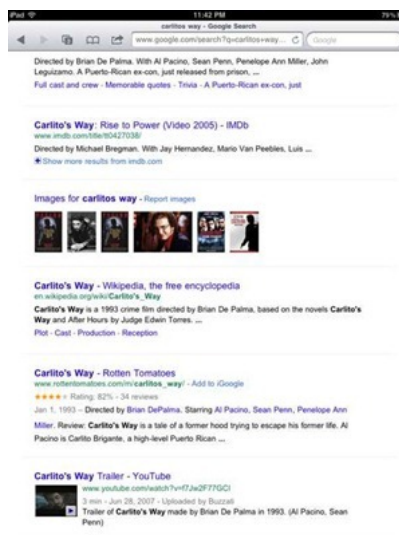 iPad 11:42 PM 79%
carlitos way - Google Search
www.google.com/search?q=carlitos+way... Google
Directed by Brian De Palma. With Al Pacino, Sean Penn, Penelope Ann Miller, John
Leguizamo. A Puerto-Rican ex-con, just released from prison, ...
Full cast and crew - Memorable quotes - Trivia - A Puerto-Rican ex-con, just
Carlito's Way: Rise to Power (Video 2005) - IMDb
www.imdb.com/title/tt0427038/
Directed by Michael Bregman. With Jay Hernandez, Mario Van Peebles, Luis ...
Show more results from imdb.com
Images for carlitos way - Report images
Carlito's Way - Wikipedia, the free encyclopedia
en.wikipedia.org/wiki/Carlito's_Way
Carlito's Way is a 1993 crime film directed by Brian De Palma, based on the novels Carlito's
Way and After Hours by Judge Edwin Torres. ...
Plot - Cast - Production - Reception
Carlito's Way - Rotten Tomatoes
www.rottentomatoes.com/m/carlitos_way/ - Add to iGoogle
Rating: 82% - 34 reviews
Jan 1, 1993 – Directed by Brian DePalma. Starring Al Pacino, Sean Penn, Penelope Ann
Miller. Review: Carlito's Way is a tale of a former hood trying to escape his former life. Al
Pacino is Carlito Brigante, a high-level Puerto Rican ...
Carlito's Way Trailer - YouTube
www.youtube.com/watch?v=f7Jw2F77GCI
3 min - Jun 28, 2007 - Uploaded by Buzzali
Trailer of Carlito's Way made by Brian De Palma in 1993. (Al Pacino, Sean
Penn)